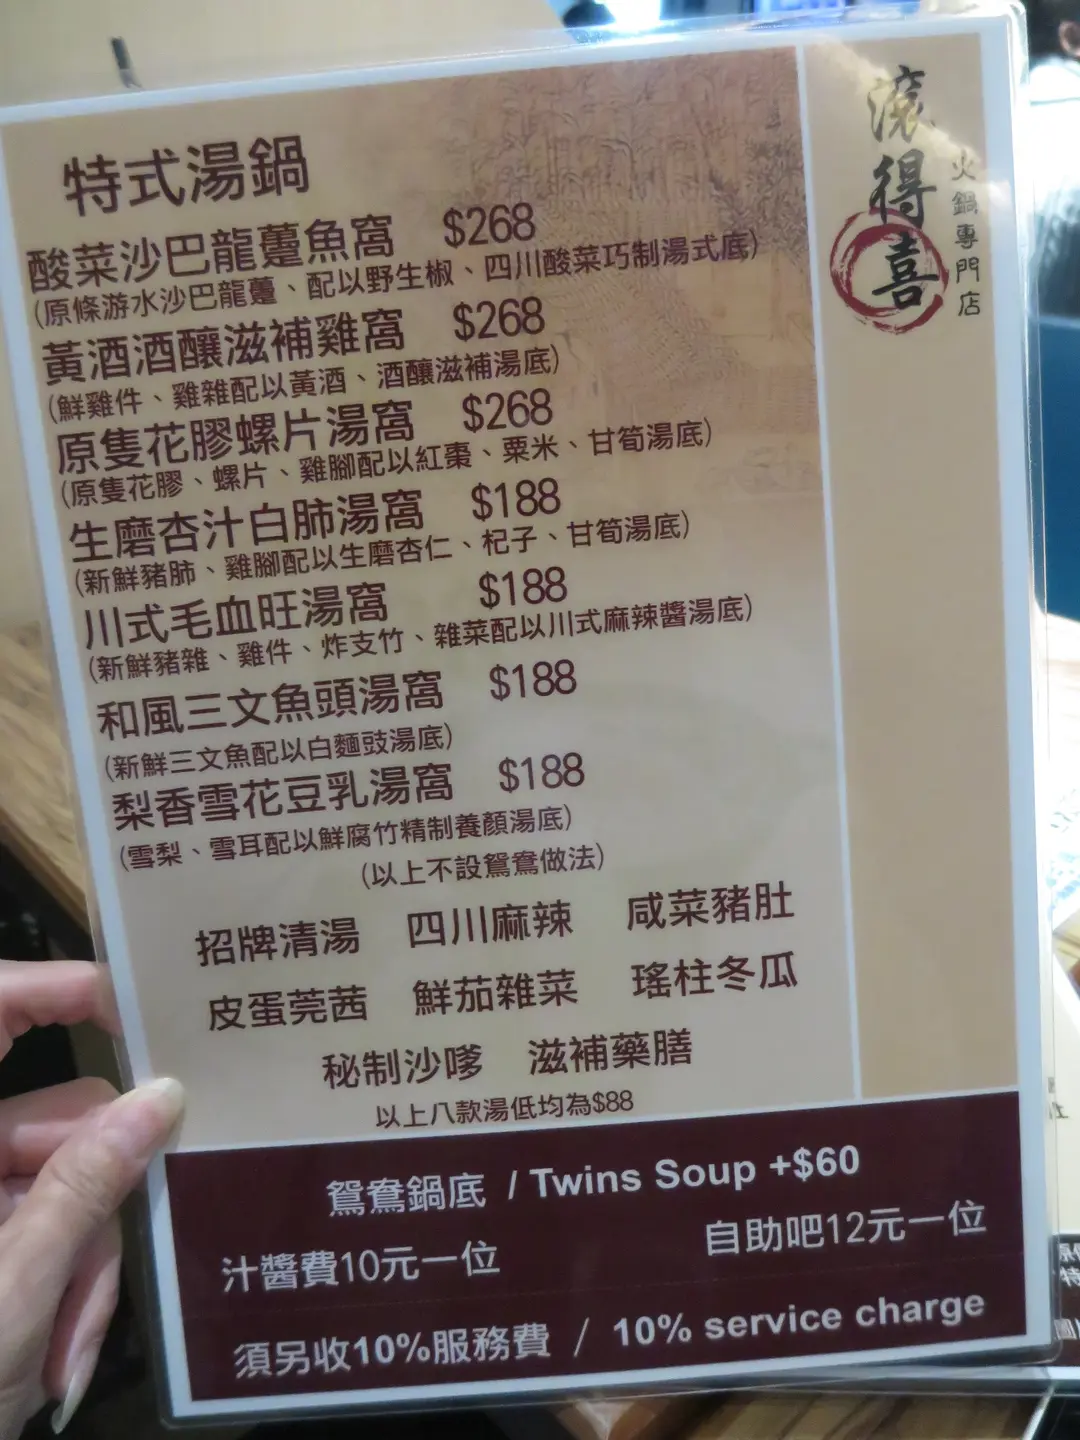 滾得喜
火鍋專門店
特式湯鍋
酸菜沙巴龍躉魚窩 $268
(原條游水沙巴龍躉、配以野生椒、四川酸菜巧制湯式底)
黃酒酒釀滋補雞窩 $268
(鮮雞件、雞雜配以黃酒、酒釀滋補湯底)
原隻花膠螺片湯窩 $268
(原隻花膠、螺片、雞腳配以紅棗、粟米、甘筍湯底)
生磨杏汁白肺湯窩 $188
(新鮮豬肺、雞腳配以生磨杏仁、杞子、甘筍湯底)
川式毛血旺湯窩 $188
(新鮮豬雜、雞件、炸支竹、雜菜配以川式麻辣醬湯底)
和風三文魚頭湯窩 $188
(新鮮三文魚配以白麵豉湯底)
梨香雪花豆乳湯窩 $188
(雪梨、雪耳配以鮮腐竹精制養顏湯底)
(以上不設鴛鴦做法)
招牌清湯 四川麻辣 咸菜豬肚
皮蛋莞茜 鮮茄雜菜 瑤柱冬瓜
秘制沙嗲 滋補藥膳
以上八款湯低均為$88
鴛鴦鍋底 / Twins Soup +$60
汁醬費10元一位 自助吧12元一位
須另收10%服務費 / 10% service charge